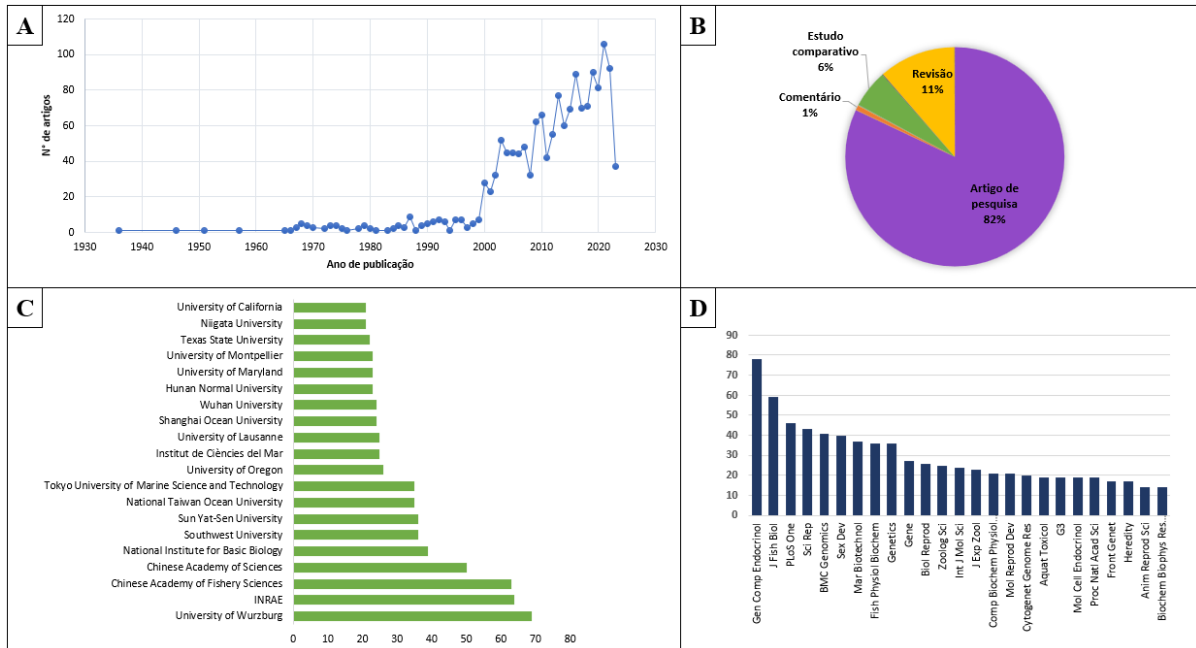 A
120
100
80
60
40
20
0
N° de artigos
1930 1940 1950 1960 1970 1980 1990 2000 2010 2020 2030
Ano de publicação
B
Estudo
comparativo
6%
Comentário
1%
Revisão
11%
Artigo de
pesquisa
82%
C
University of California
Niigata University
Texas State University
University of Montpellier
University of Maryland
Hunan Normal University
Wuhan University
Shanghai Ocean University
University of Lausanne
Institut de Ciències del Mar
University of Oregon
Tokyo University of Marine Science and Technology
National Taiwan Ocean University
Sun Yat-Sen University
Southwest University
National Institute for Basic Biology
Chinese Academy of Sciences
Chinese Academy of Fishery Sciences
INRAE
University of Wurzburg
0 10 20 30 40 50 60 70 80
D
90
80
70
60
50
40
30
20
10
0
Gen Comp Endocrinol
J Fish Biol
PLoS One
Sci Rep
BMC Genomics
Sex Dev
Mar Biotechnol
Fish Physiol Biochem
Genetics
Gene
Biol Reprod
Zoolog Sci
Int J Mol Sci
J Exp Zool
Comp Biochem Physiol...
Mol Reprod Dev
Cytogenet Genome Res
Aquat Toxicol
G3
Mol Cell Endocrinol
Proc Natl Acad Sci
Front Genet
Heredity
Anim Reprod Sci
Biochem Biophys Res...